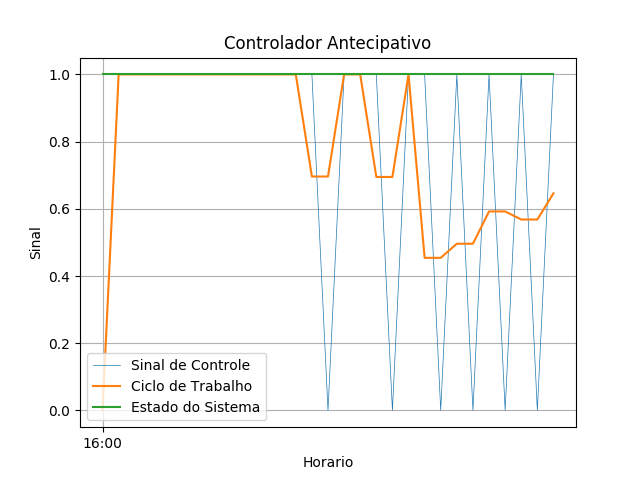 Controlador Antecipativo
1.0
0.8
0.6
0.4
0.2
0.0
Sinal
Sinal de Controle
Ciclo de Trabalho
Estado do Sistema
16:00
Horario